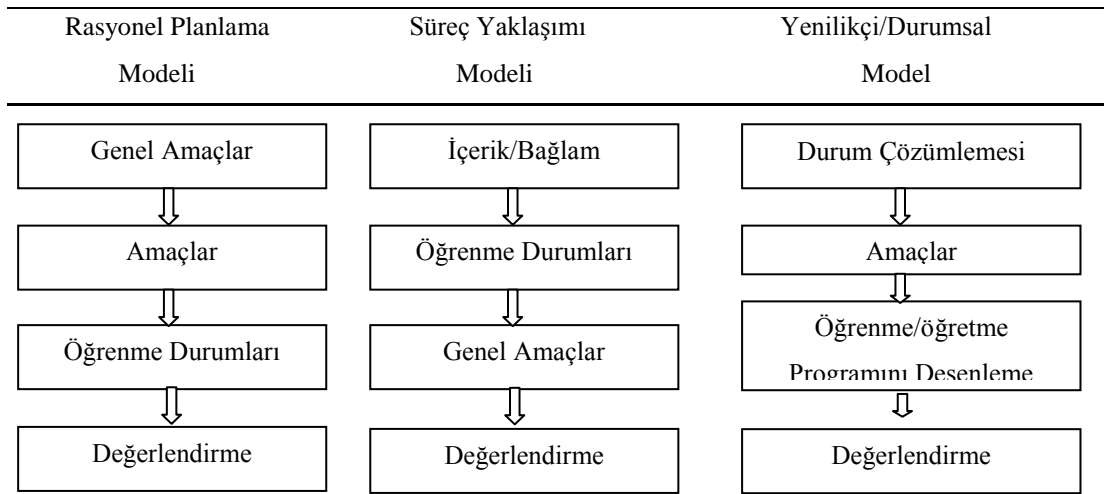 Rasyonel Planlama
Modeli
Süreç Yaklaşımı
Modeli
Yenilikçi/Durumsal
Model
Genel Amaçlar
Amaçlar
Öğrenme Durumları
Değerlendirme
İçerik/Bağlam
Öğrenme Durumları
Genel Amaçlar
Değerlendirme
Durum Çözümlemesi
Amaçlar
Öğrenme/öğretme
Programını Desenleme
Değerlendirme